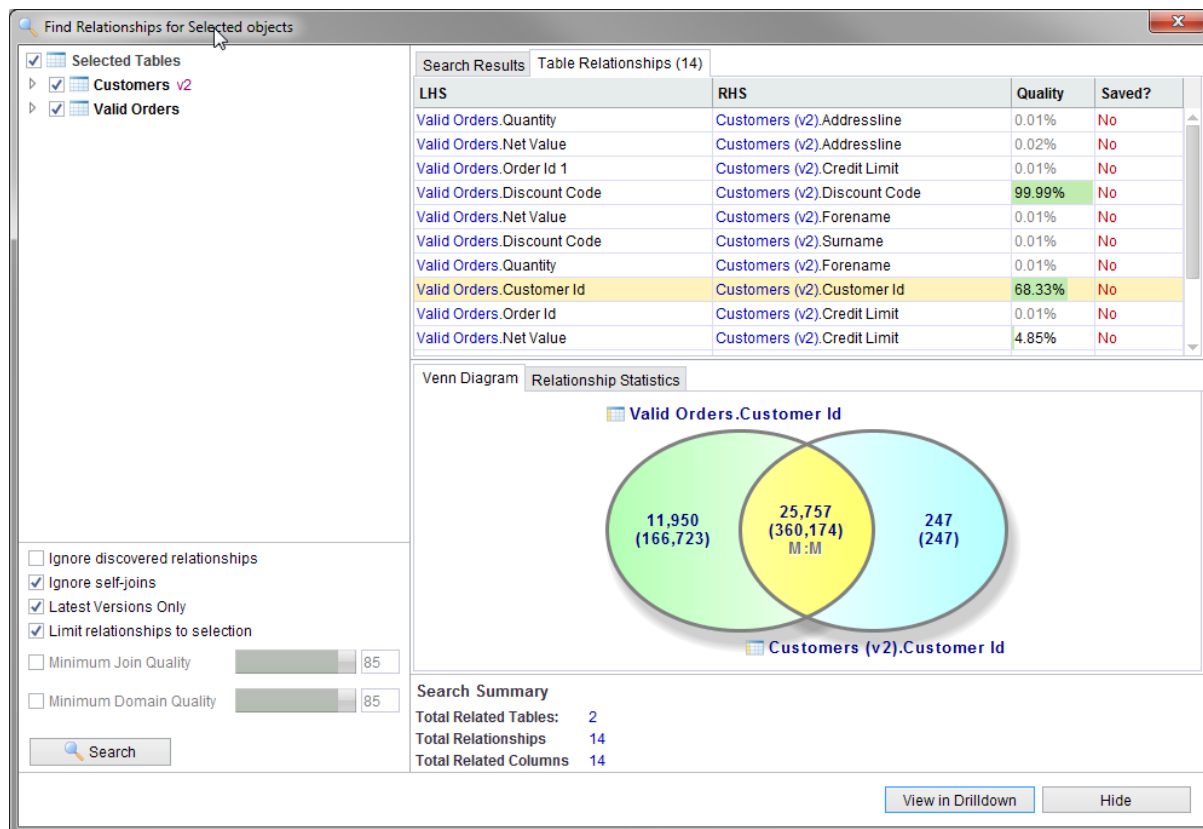 Find Relationships for Selected objects
x
Selected Tables
Customers v2
Valid Orders
Ignore discovered relationships
Ignore self-joins
Latest Versions Only
Limit relationships to selection
Minimum Join Quality 85
Minimum Domain Quality 85
Search
Search Results Table Relationships (14)
LHS RHS Quality Saved?
Valid Orders.Quantity Customers (v2).Addressline 0.01% No
Valid Orders.Net Value Customers (v2).Addressline 0.02% No
Valid Orders.Order Id 1 Customers (v2).Credit Limit 0.01% No
Valid Orders.Discount Code Customers (v2).Discount Code 99.99% No
Valid Orders.Net Value Customers (v2).Forename 0.01% No
Valid Orders.Discount Code Customers (v2).Surname 0.01% No
Valid Orders.Quantity Customers (v2).Forename 0.01% No
Valid Orders.Customer Id Customers (v2).Customer Id 68.33% No
Valid Orders.Order Id Customers (v2).Credit Limit 0.01% No
Valid Orders.Net Value Customers (v2).Credit Limit 4.85% No
Venn Diagram Relationship Statistics
Valid Orders.Customer Id
11,950
(166,723)
25,757
(360,174)
M:M
247
(247)
Customers (v2).Customer Id
Search Summary
Total Related Tables: 2
Total Relationships 14
Total Related Columns 14
View in Drilldown Hide